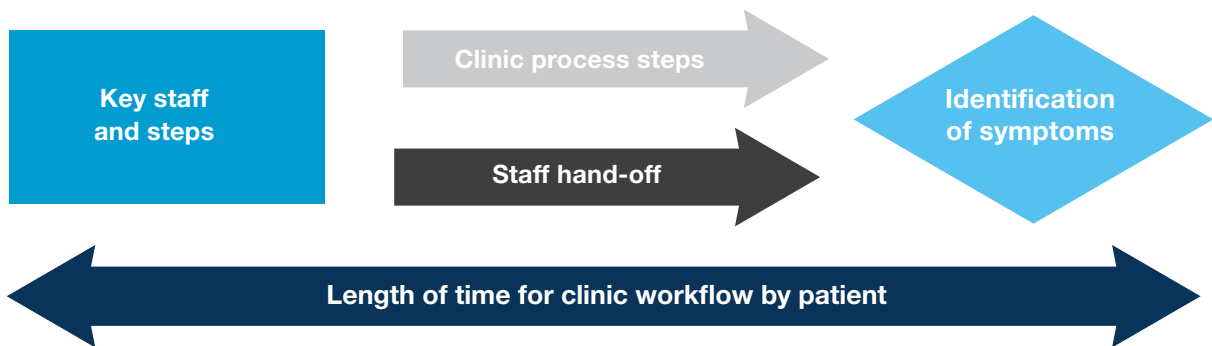 Key staff
and steps
Clinic process steps
Staff hand-off
Identification
of symptoms
Length of time for clinic workflow by patient